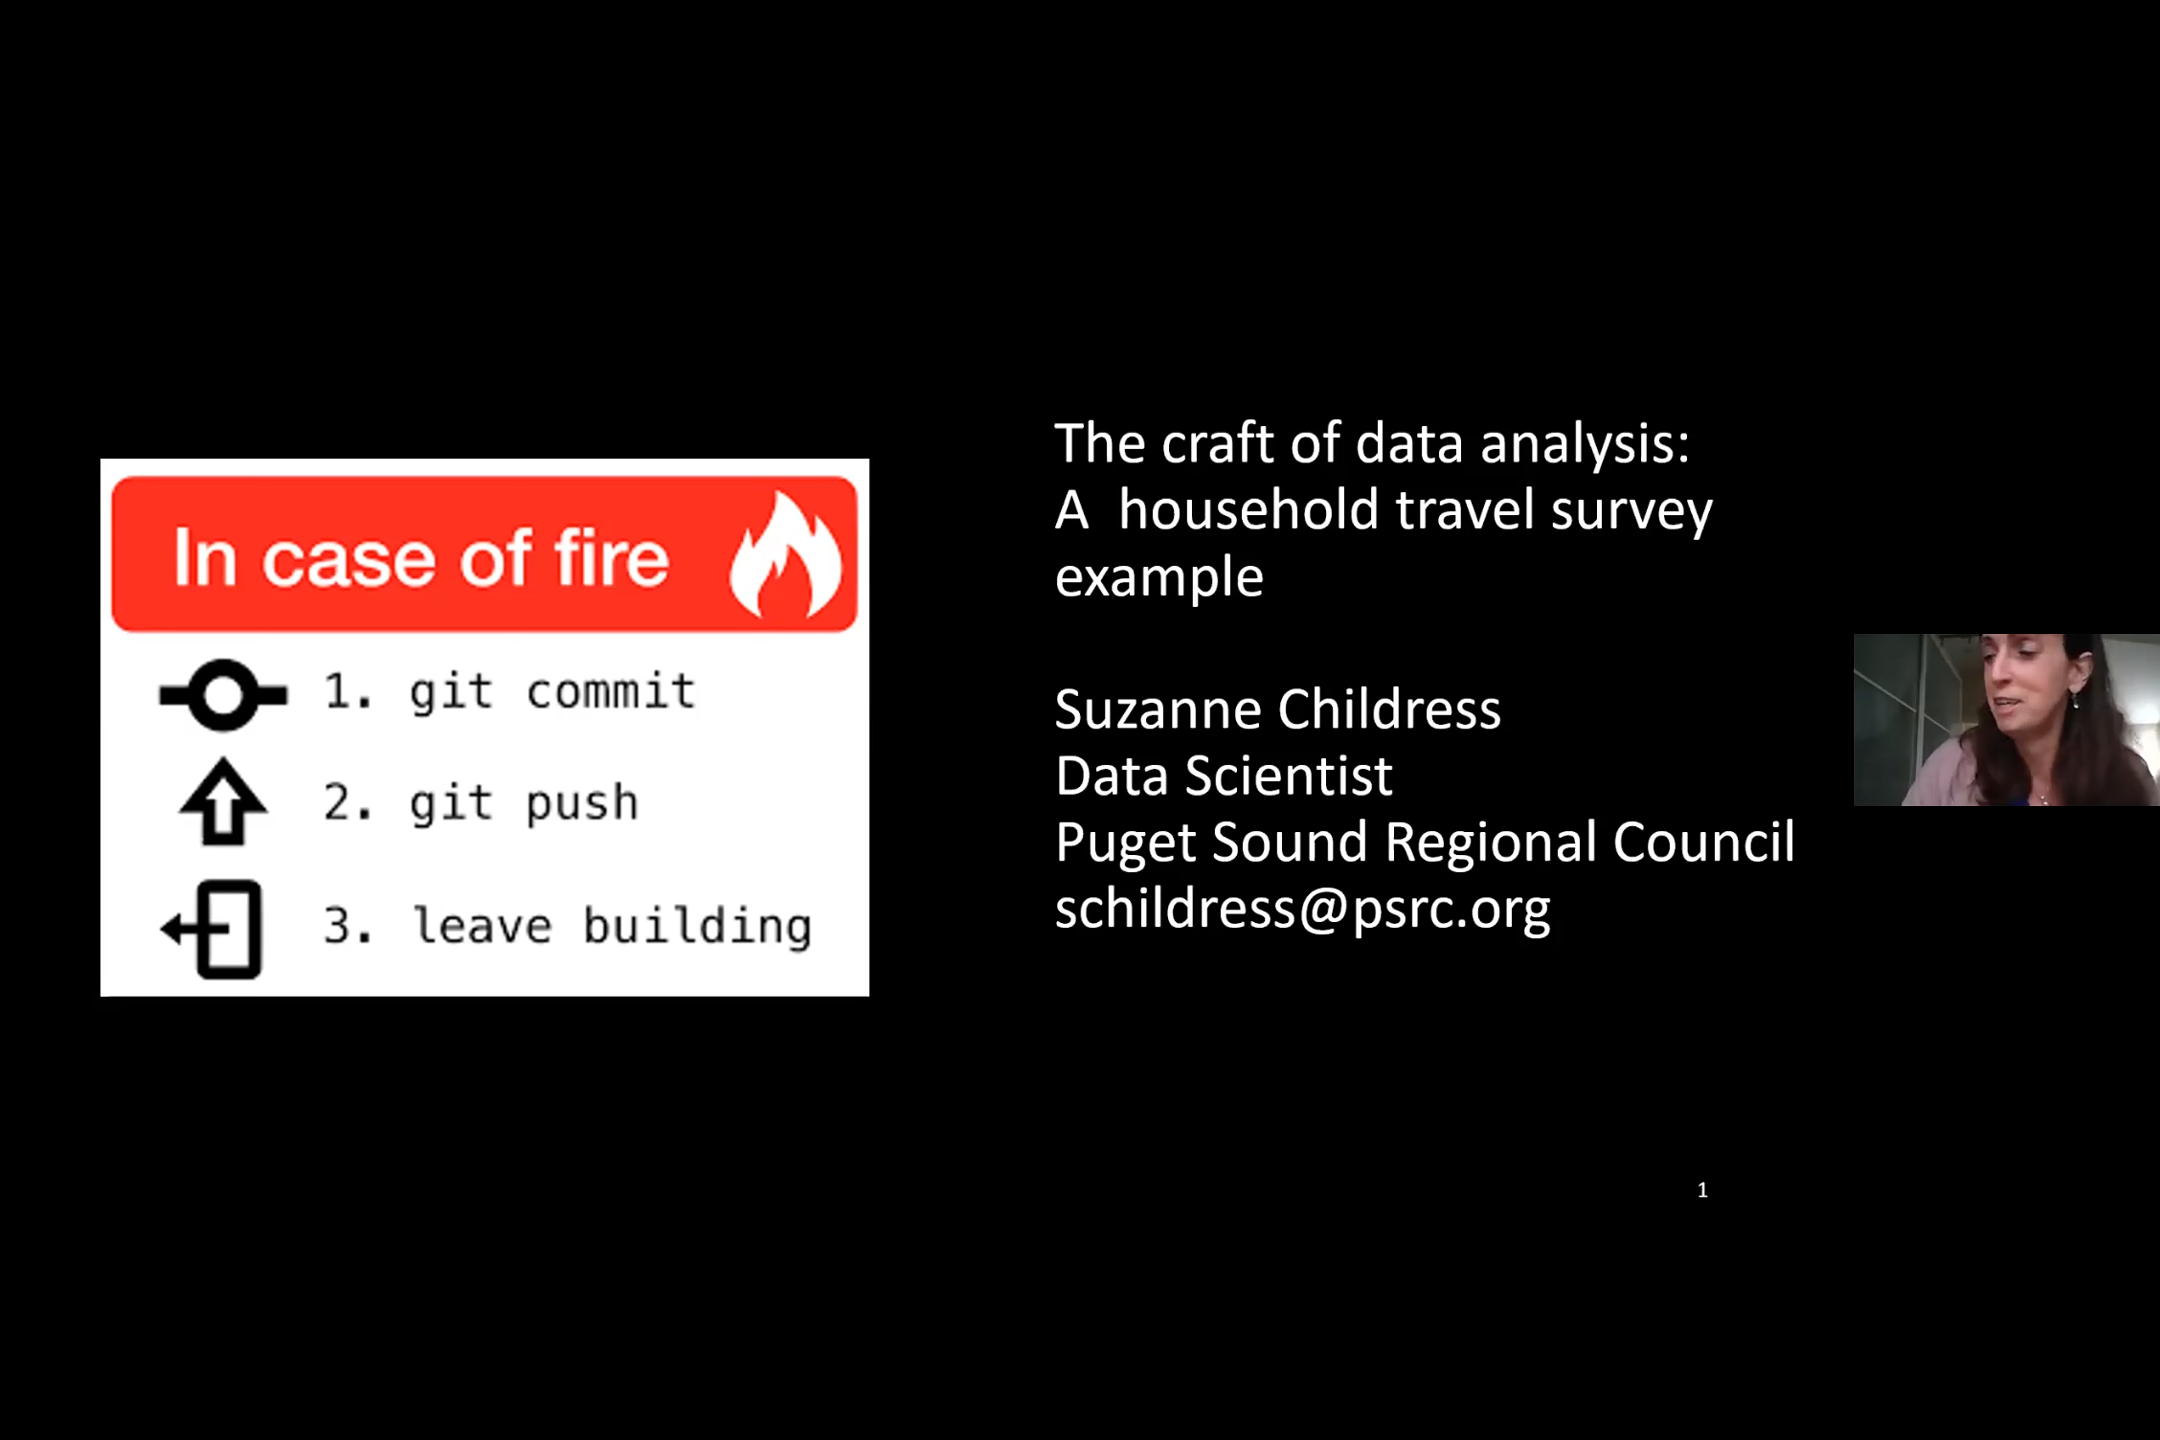 In case of fire
1. git commit
2. git push
3. leave building
The craft of data analysis:
A household travel survey
example
Suzanne Childress
Data Scientist
Puget Sound Regional Council
schildress@psrc.org
1